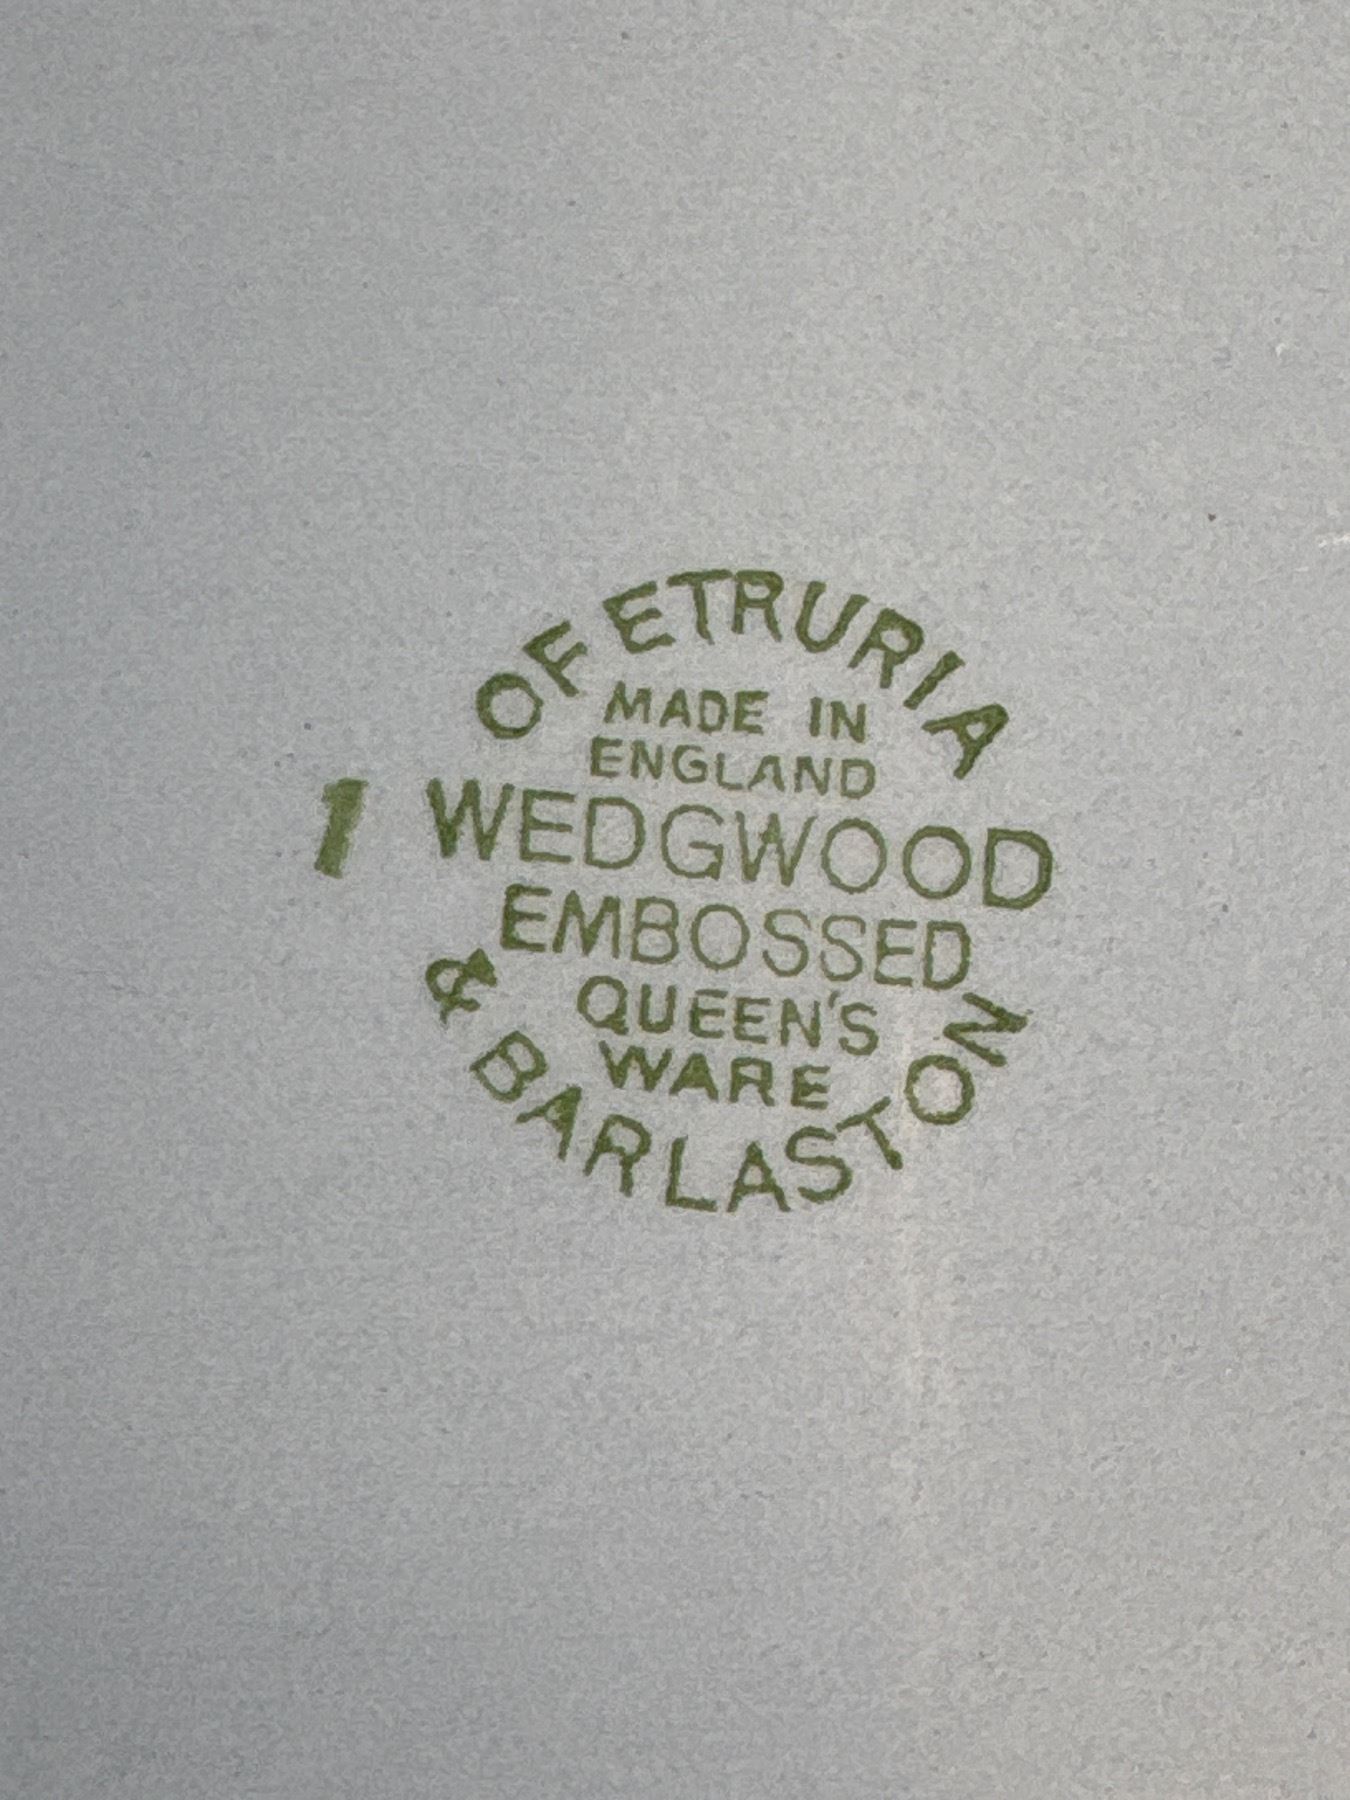 OF ETRURIA
MADE IN
ENGLAND
1 WEDGWOOD
EMBOSSED
QUEEN'S
WARE
& BARLASTON